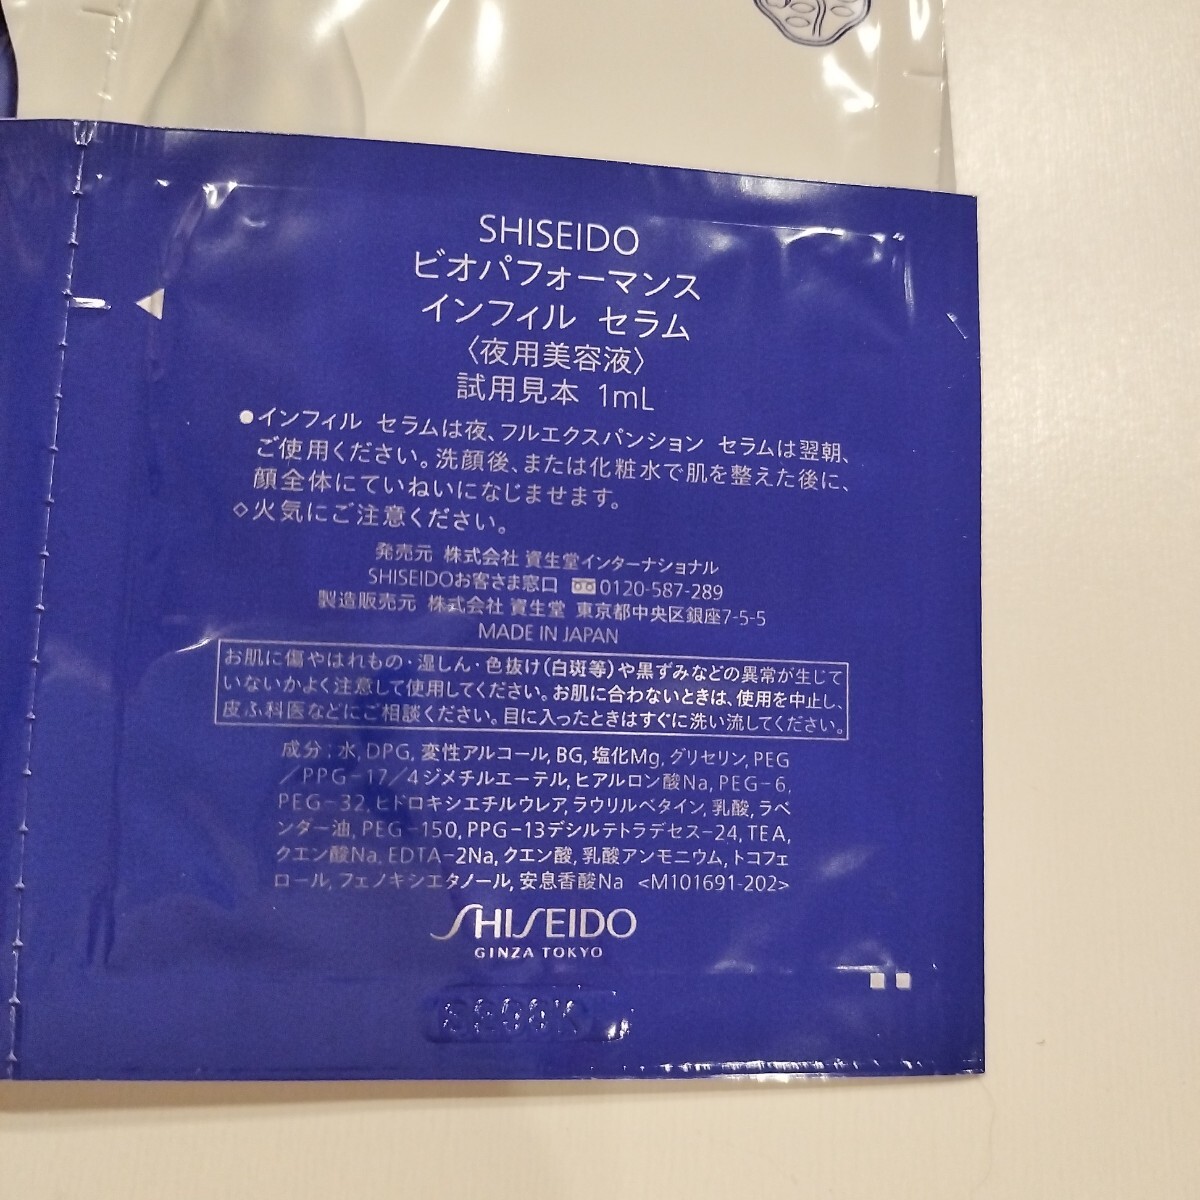 SHISEIDO
ビオパフォーマンス
インフィル セラム
〈夜用美容液〉
試用見本 1mL
●インフィル セラムは夜、フルエクスパンション セラムは翌朝、
ご使用ください。洗顔後、または化粧水で肌を整えた後に、
顔全体にていねいになじませます。
◇火気にご注意ください。
発売元 株式会社 資生堂インターナショナル
SHISEIDOお客さま窓口 0120-587-289
製造販売元 株式会社 資生堂 東京都中央区銀座7-5-5
MADE IN JAPAN
お肌に傷やはれもの・湿しん・色抜け(白斑等)や黒ずみなどの異常が生じて
いないかよく注意して使用してください。お肌に合わないときは、使用を中止し、
皮ふ科医などにご相談ください。目に入ったときはすぐに洗い流してください。
成分:水,DPG,変性アルコール,BG,塩化Mg,グリセリン,PEG
/PPG-17/4ジメチルエーテル,ヒアルロン酸Na,PEG-6,
PEG-32,ヒドロキシエチルウレア,ラウリルベタイン,乳酸,ラベ
ンダー油,PEG-150,PPG-13デシルテトラデセス-24,TEA,
クエン酸Na,EDTA-2Na,クエン酸,乳酸アンモニウム,トコフェ
ロール,フェノキシエタノール,安息香酸Na <M101691-202>
SHISEIDO
GINZA TOKYO